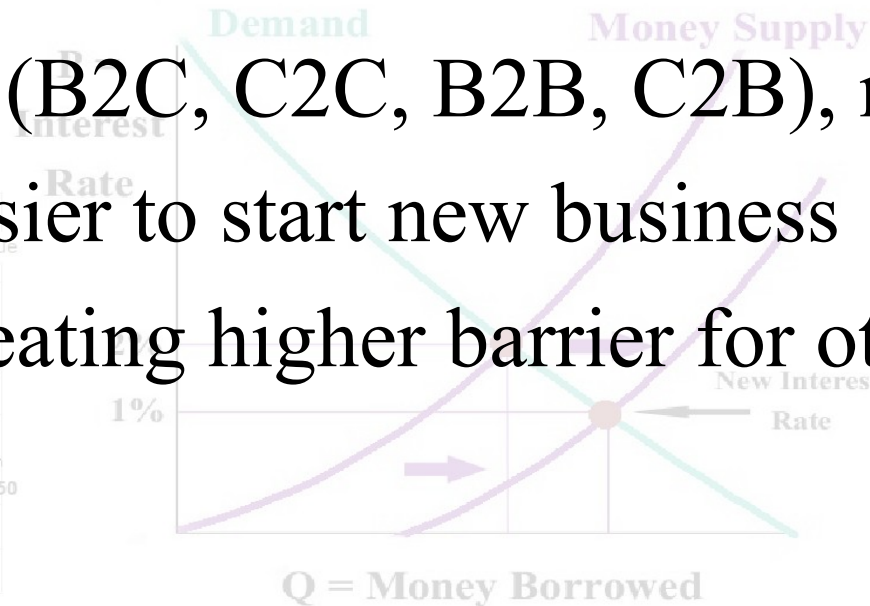 Demand Money Supply
(B2C, C2C, B2B, C2B),
Interest
Rate
sier to start new business
eating higher barrier for ot
New Interes
1%
Rate
50
Q = Money Borrowed